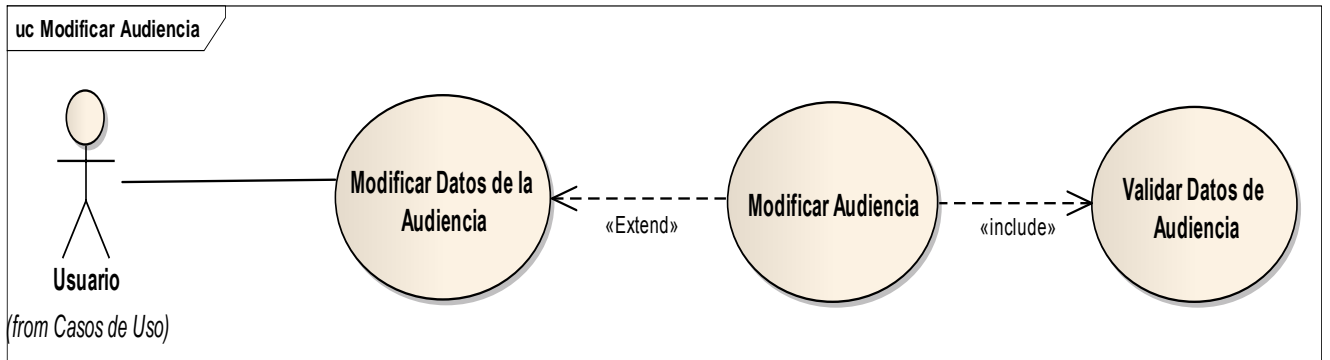 uc Modificar Audiencia
Usuario
(from Casos de Uso)
Modificar Datos de la
Audiencia
«Extend»
Modificar Audiencia
«include»
Validar Datos de
Audiencia